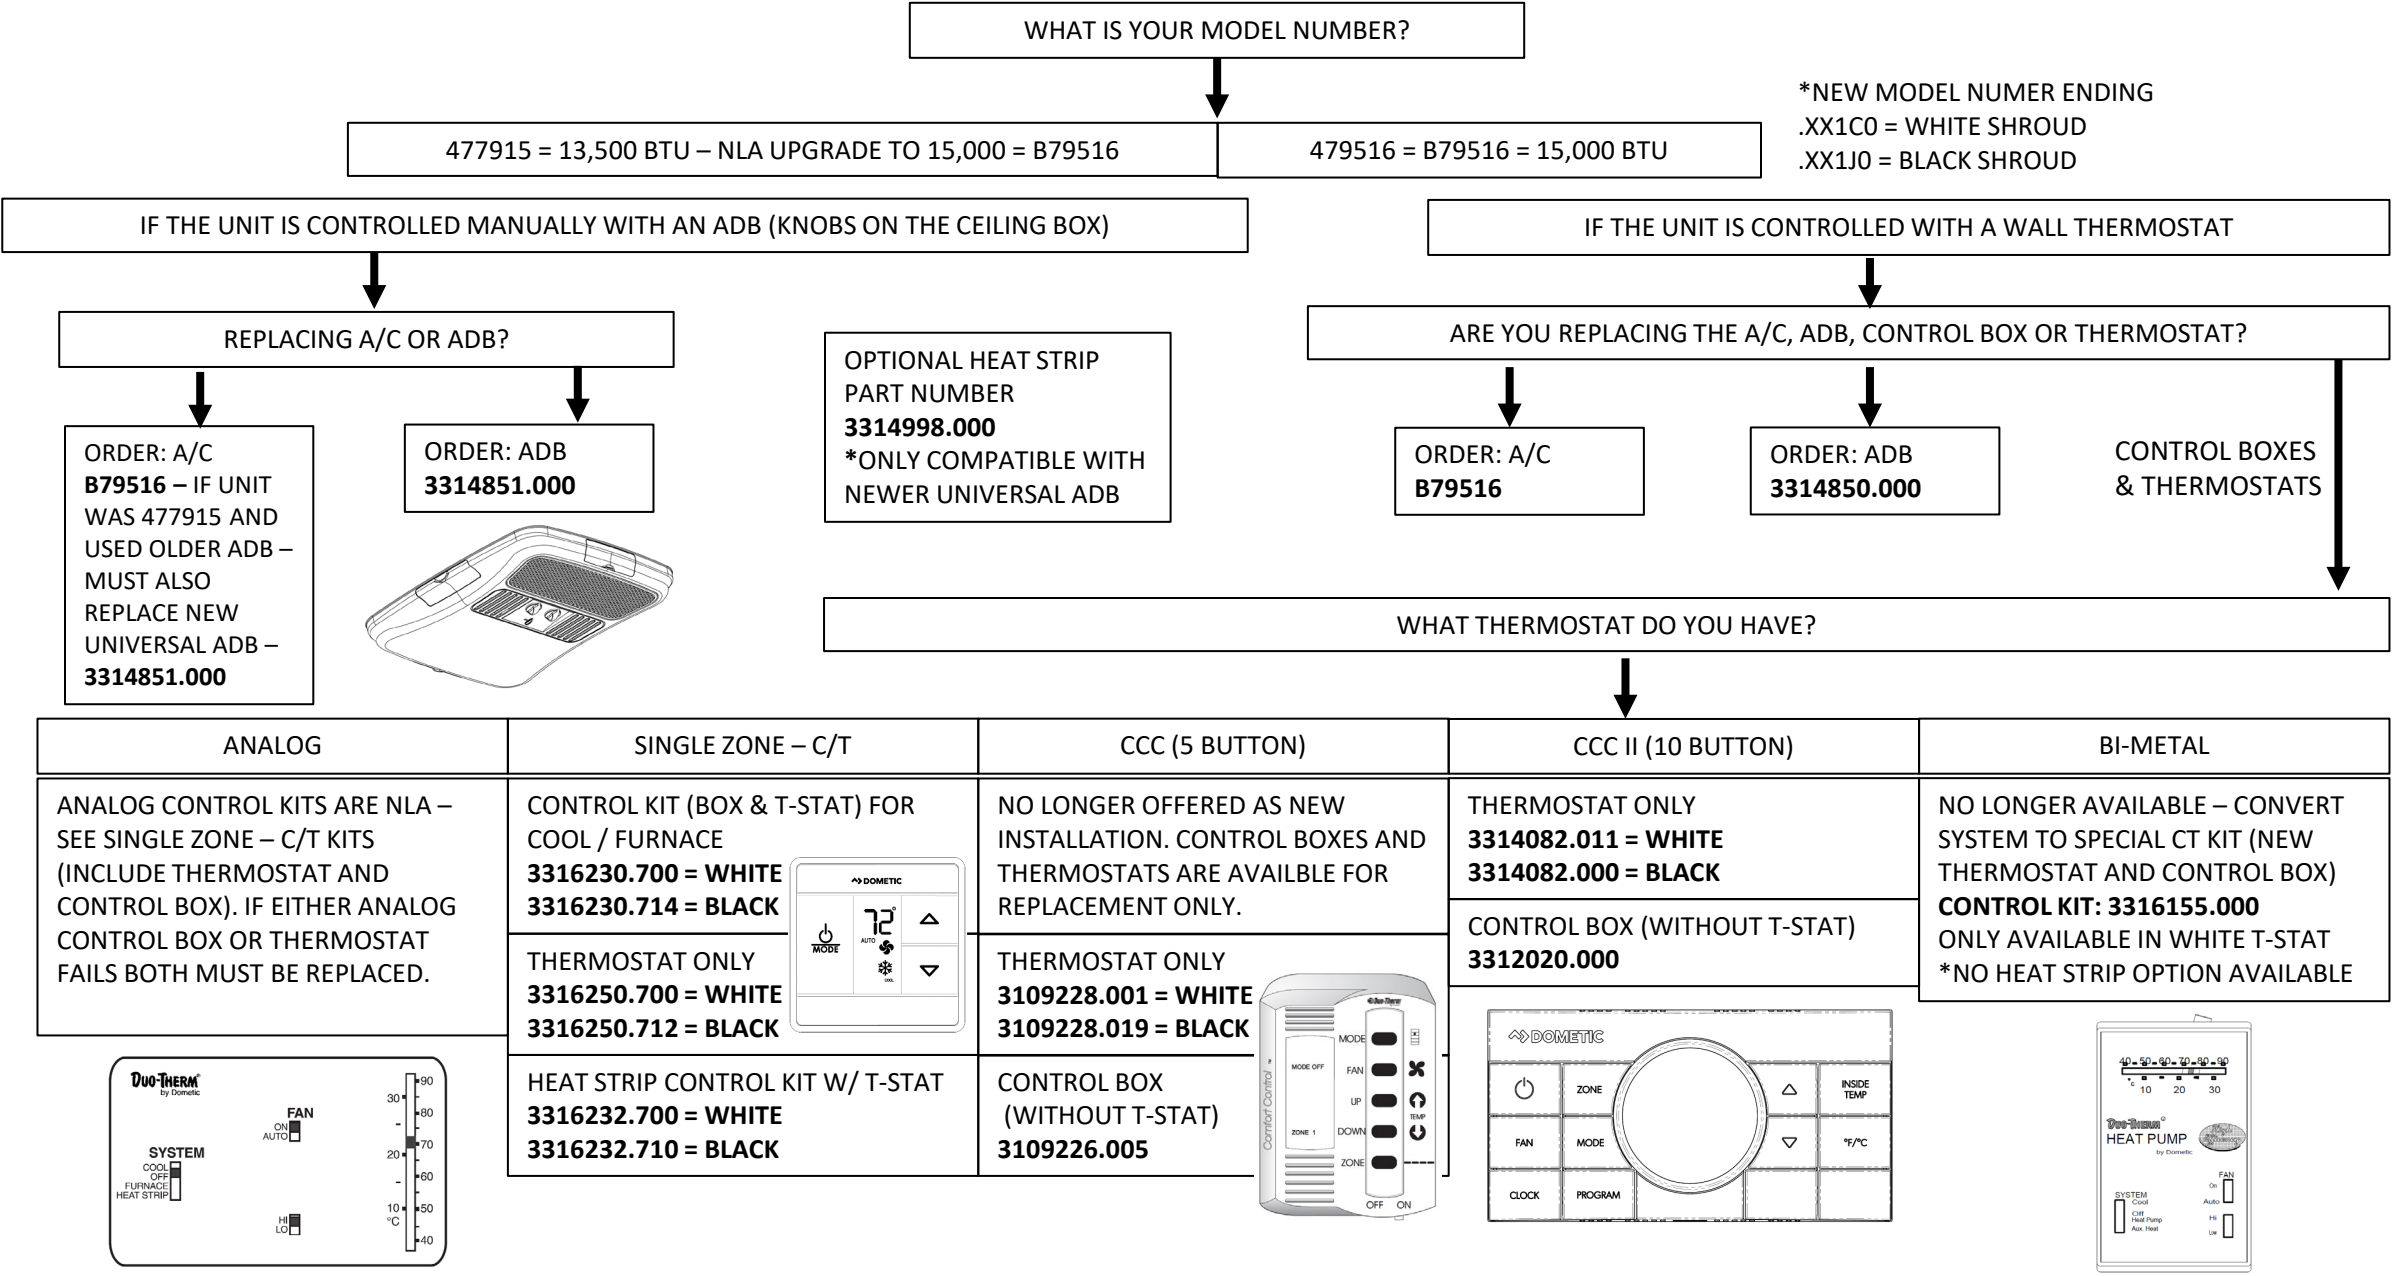 WHAT IS YOUR MODEL NUMBER?
*NEW MODEL NUMER ENDING
.XX1C0 = WHITE SHROUD
.XX1J0 = BLACK SHROUD
477915 = 13,500 BTU – NLA UPGRADE TO 15,000 = B79516
479516 = B79516 = 15,000 BTU
IF THE UNIT IS CONTROLLED MANUALLY WITH AN ADB (KNOBS ON THE CEILING BOX)
IF THE UNIT IS CONTROLLED WITH A WALL THERMOSTAT
REPLACING A/C OR ADB?
ARE YOU REPLACING THE A/C, ADB, CONTROL BOX OR THERMOSTAT?
ORDER: A/C
B79516 – IF UNIT
WAS 477915 AND
USED OLDER ADB –
MUST ALSO
REPLACE NEW
UNIVERSAL ADB –
3314851.000
ORDER: ADB
3314851.000
OPTIONAL HEAT STRIP
PART NUMBER
3314998.000
*ONLY COMPATIBLE WITH
NEWER UNIVERSAL ADB
ORDER: A/C
B79516
ORDER: ADB
3314850.000
CONTROL BOXES
& THERMOSTATS
WHAT THERMOSTAT DO YOU HAVE?
ANALOG
ANALOG CONTROL KITS ARE NLA –
SEE SINGLE ZONE – C/T KITS
(INCLUDE THERMOSTAT AND
CONTROL BOX). IF EITHER ANALOG
CONTROL BOX OR THERMOSTAT
FAILS BOTH MUST BE REPLACED.
DUO-THERM®
by Dometic
FAN
ON
AUTO
SYSTEM
COOL
OFF
FURNACE
HEAT STRIP
HI
LO
30
20
10
°C
90
80
70
60
50
40
SINGLE ZONE – C/T
CONTROL KIT (BOX & T-STAT) FOR
COOL / FURNACE
3316230.700 = WHITE
3316230.714 = BLACK
THERMOSTAT ONLY
3316250.700 = WHITE
3316250.712 = BLACK
HEAT STRIP CONTROL KIT W/ T-STAT
3316232.700 = WHITE
3316232.710 = BLACK
DOMETIC
MODE
72°
AUTO
COOL
CCC (5 BUTTON)
NO LONGER OFFERED AS NEW
INSTALLATION. CONTROL BOXES AND
THERMOSTATS ARE AVAILBLE FOR
REPLACEMENT ONLY.
THERMOSTAT ONLY
3109228.001 = WHITE
3109228.019 = BLACK
CONTROL BOX
(WITHOUT T-STAT)
3109226.005
Duo-Therm
Comfort Control ™
MODE OFF
ZONE 1
MODE
FAN
UP
TEMP
DOWN
ZONE
OFF ON
CCC II (10 BUTTON)
THERMOSTAT ONLY
3314082.011 = WHITE
3314082.000 = BLACK
CONTROL BOX (WITHOUT T-STAT)
3312020.000
DOMETIC
ZONE
INSIDE
TEMP
FAN
MODE
°F/°C
CLOCK
PROGRAM
BI-METAL
NO LONGER AVAILABLE – CONVERT
SYSTEM TO SPECIAL CT KIT (NEW
THERMOSTAT AND CONTROL BOX)
CONTROL KIT: 3316155.000
ONLY AVAILABLE IN WHITE T-STAT
*NO HEAT STRIP OPTION AVAILABLE
40 50 60 70 80 90
°C 10 20 30
DUO-THERM®
HEAT PUMP
by Dometic
FAN
On
Auto
Hi
Low
SYSTEM
Cool
Off
Heat Pump
Aux. Heat